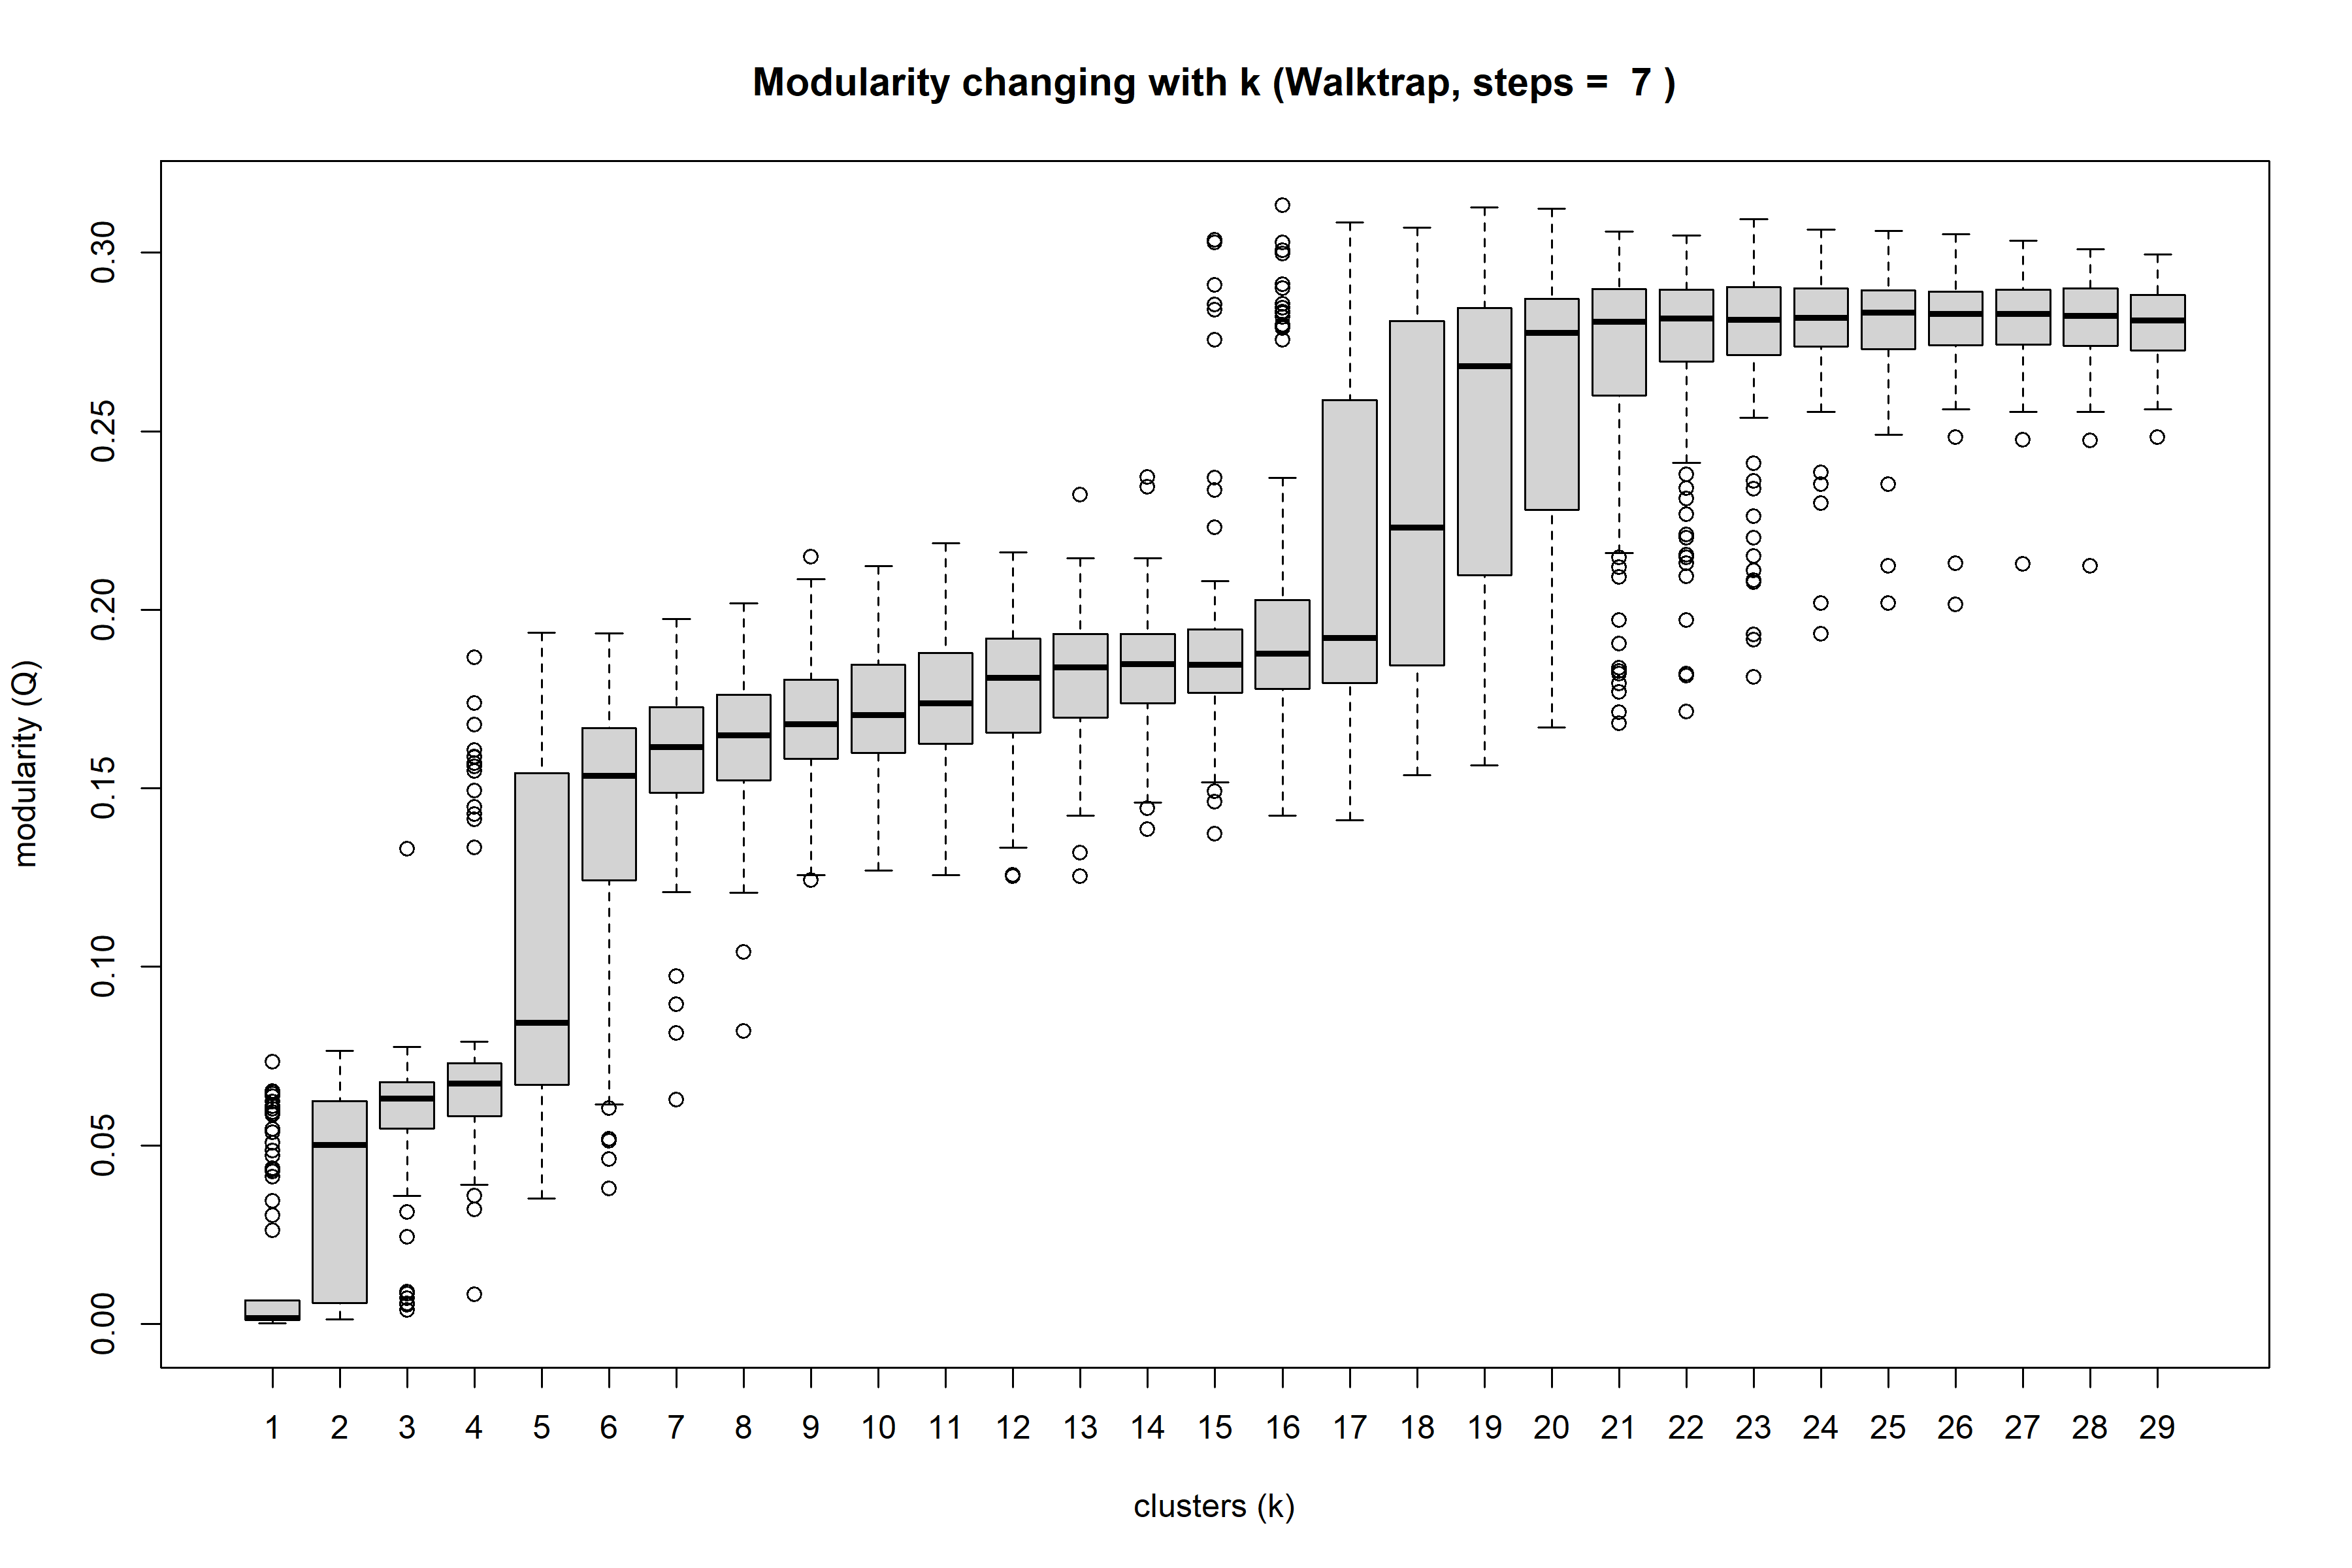 Modularity changing with k (Walktrap, steps =  7 )
modularity (Q)
0.30
0.25
0.20
0.15
0.10
0.05
0.00
1 2 3 4 5 6 7 8 9 10 11 12 13 14 15 16 17 18 19 20 21 22 23 24 25 26 27 28 29
clusters (k)